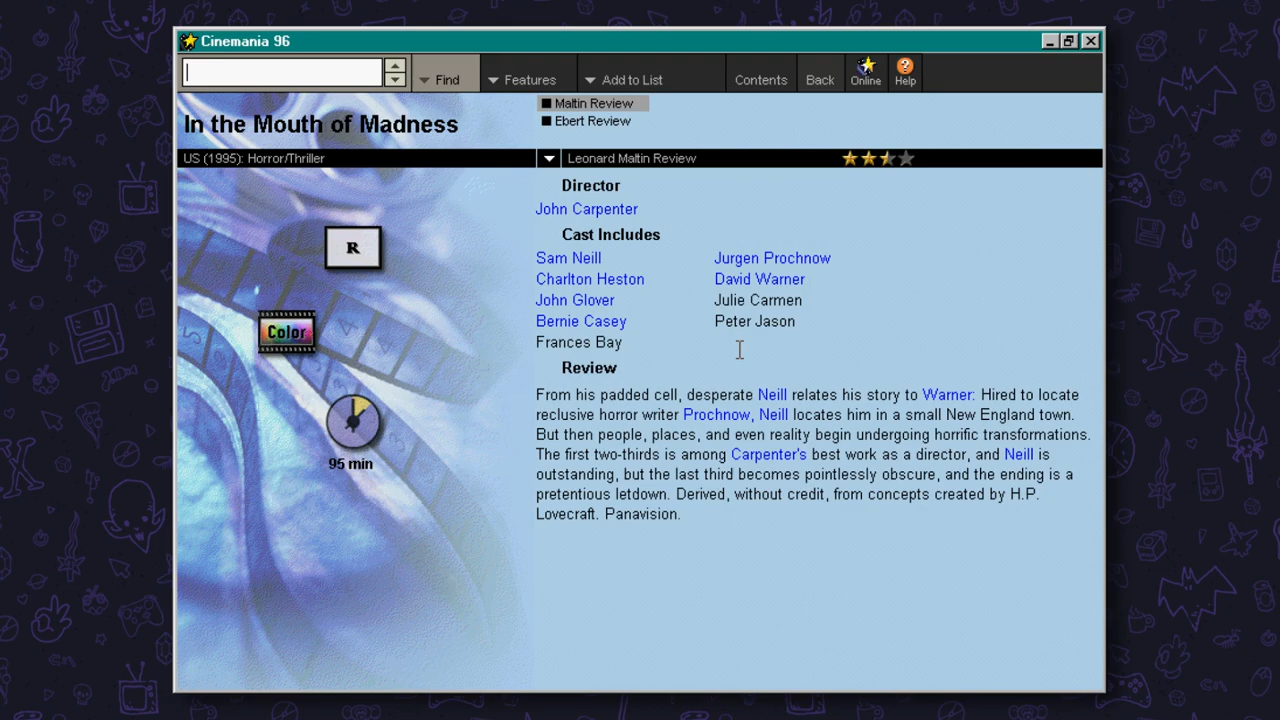 Cinemania 96
Find Features Add to List Contents Back Online Help
Maltin Review
Ebert Review
In the Mouth of Madness
US (1995): Horror/Thriller Leonard Maltin Review
Director
John Carpenter
Cast Includes
Sam Neill Jurgen Prochnow
Charlton Heston David Warner
John Glover Julie Carmen
Bernie Casey Peter Jason
Frances Bay
R
Color
95 min
Review
From his padded cell, desperate Neill relates his story to Warner: Hired to locate
reclusive horror writer Prochnow, Neill locates him in a small New England town.
But then people, places, and even reality begin undergoing horrific transformations.
The first two-thirds is among Carpenter's best work as a director, and Neill is
outstanding, but the last third becomes pointlessly obscure, and the ending is a
pretentious letdown. Derived, without credit, from concepts created by H.P.
Lovecraft. Panavision.